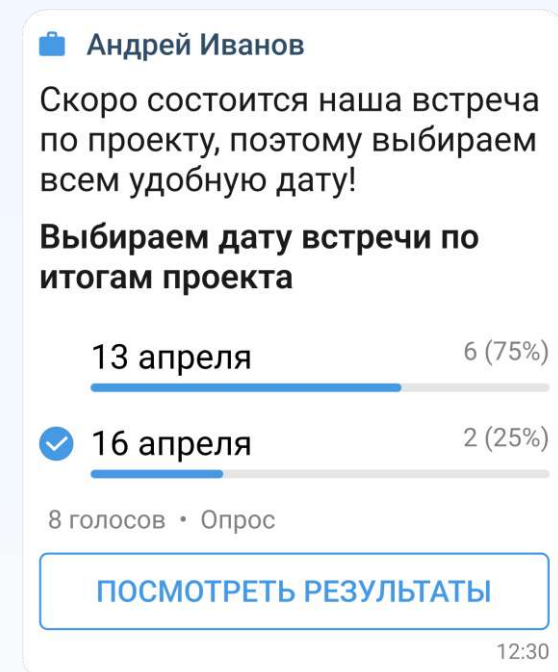 Андрей Иванов
Скоро состоится наша встреча
по проекту, поэтому выбираем
всем удобную дату!
Выбираем дату встречи по
итогам проекта
13 апреля 6 (75%)
16 апреля 2 (25%)
8 голосов • Опрос
ПОСМОТРЕТЬ РЕЗУЛЬТАТЫ
12:30